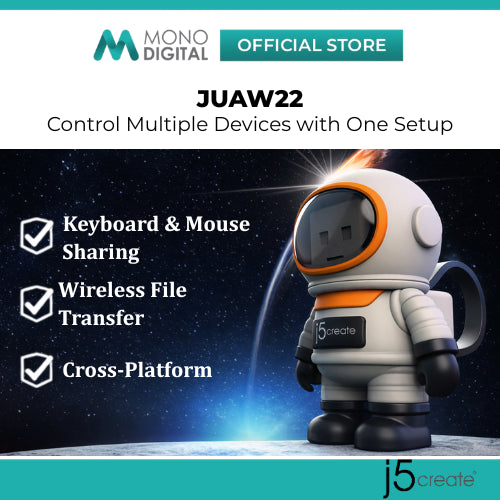 MONO
DIGITAL
OFFICIAL STORE
JUAW22
Control Multiple Devices with One Setup
Keyboard & Mouse
Sharing
Wireless File
Transfer
Cross-Platform
j5create
j5create®